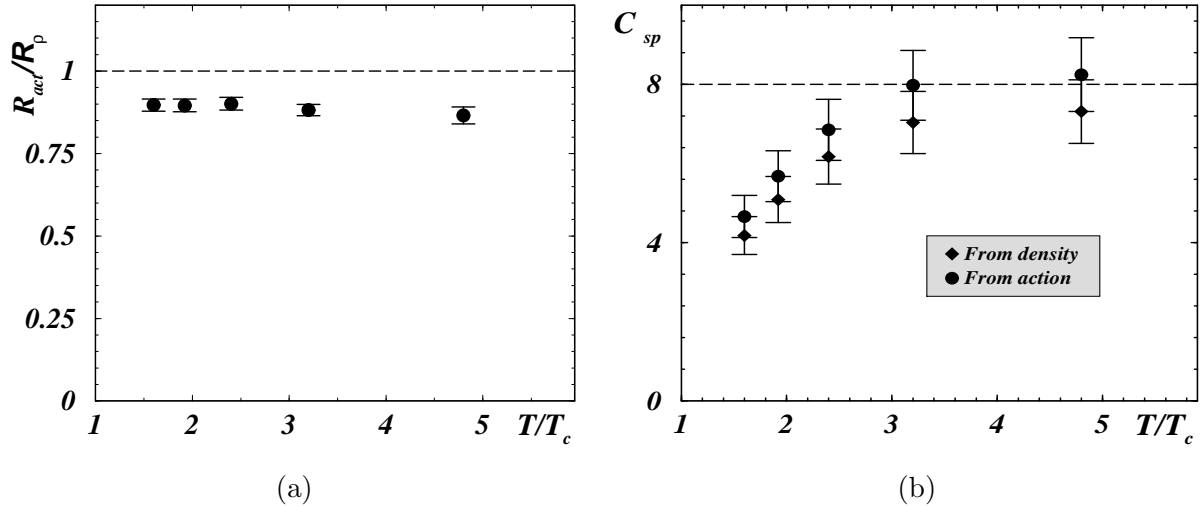 R_act/R_ρ
1
0.75
0.5
0.25
0
1 2 3 4 5 T/T_c
(a)
C_sp
8
4
0
From density
From action
1 2 3 4 5 T/T_c
(b)